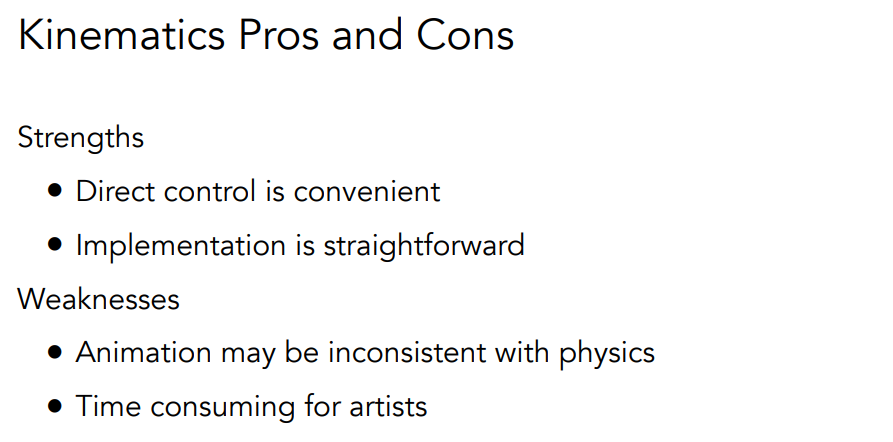 Kinematics Pros and Cons
Strengths
● Direct control is convenient
● Implementation is straightforward
Weaknesses
● Animation may be inconsistent with physics
● Time consuming for artists